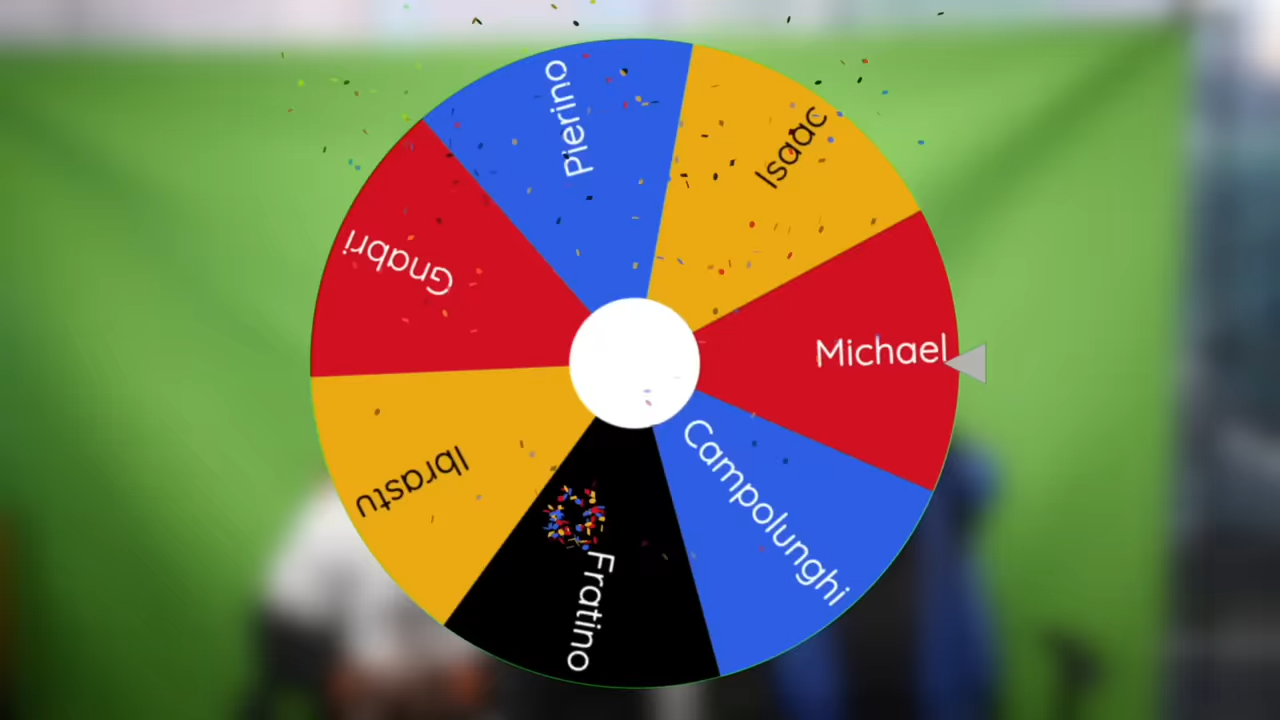 Pierino
Isaac
Michael
Campolunghi
Fratino
Ibrastu
Gnabri